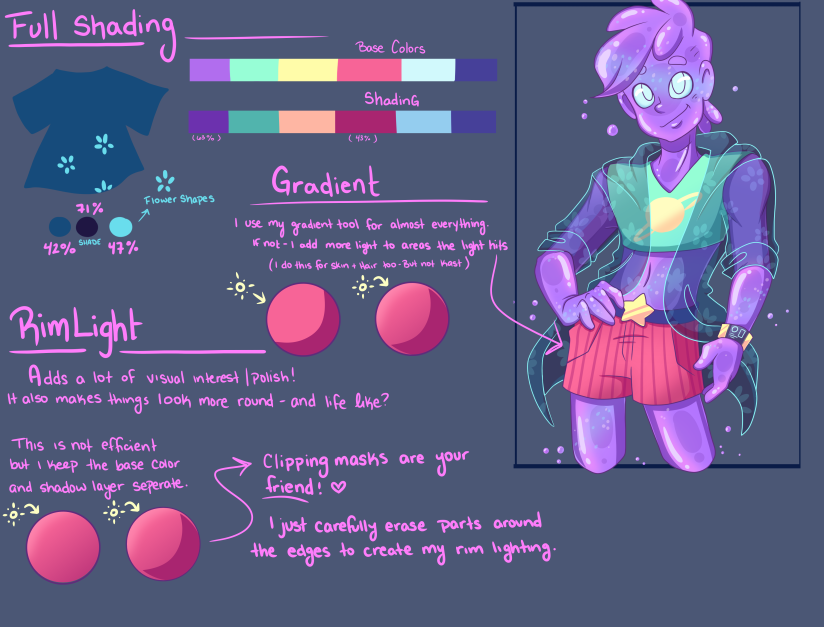 Full Shading
Base Colors
Shading
(65%)
(45%)
Flower Shapes
71%
42%
SHADE
47%
Gradient
I use my gradient tool for almost everything.
If not - I add more light to areas the light hits
(I do this for skin + Hair too - But not Kast)
RimLight
Adds a lot of visual interest/polish!
It also makes things look more round - and life like?
This is not efficient
but I keep the base color
and shadow layer seperate.
Clipping masks are your
friend! ♡
I just carefully erase parts around
the edges to create my rim lighting.